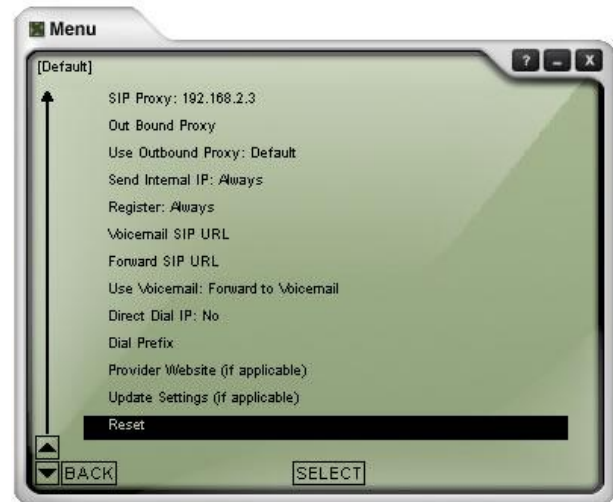 Menu
? – X
[Default]
SIP Proxy: 192.168.2.3
Out Bound Proxy
Use Outbound Proxy: Default
Send Internal IP: Always
Register: Always
Voicemail SIP URL
Forward SIP URL
Use Voicemail: Forward to Voicemail
Direct Dial IP: No
Dial Prefix
Provider Website (if applicable)
Update Settings (if applicable)
Reset
BACK SELECT